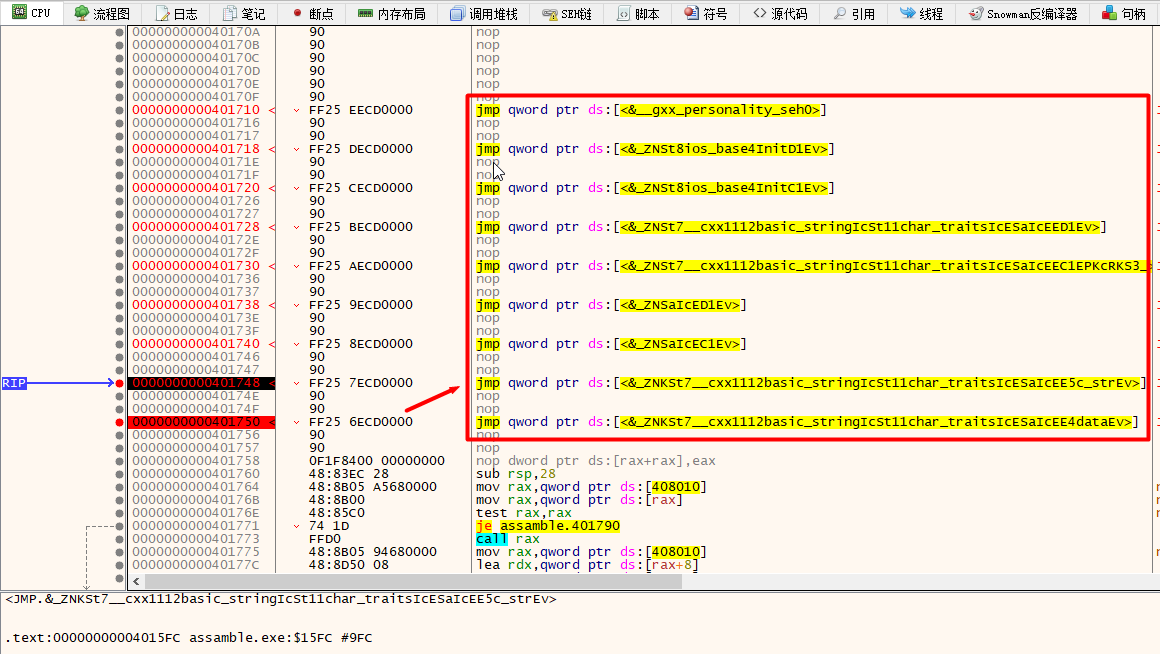 CPU 流程图 日志 笔记 断点 内存布局 调用堆栈 SEH链 脚本 符号 源代码 引用 线程 Snowman反编译器 句柄
000000000040170A 90 nop
000000000040170B 90 nop
000000000040170C 90 nop
000000000040170D 90 nop
000000000040170E 90 nop
000000000040170F 90 nop
0000000000401710 < FF25 EECD0000 jmp qword ptr ds:[<&__gxx_personality_seh0>]
0000000000401716 90 nop
0000000000401717 90 nop
0000000000401718 < FF25 DECD0000 jmp qword ptr ds:[<&_ZNSt8ios_base4InitD1Ev>]
000000000040171E 90 nop
000000000040171F 90 nop
0000000000401720 < FF25 CECD0000 jmp qword ptr ds:[<&_ZNSt8ios_base4InitC1Ev>]
0000000000401726 90 nop
0000000000401727 90 nop
0000000000401728 < FF25 BECD0000 jmp qword ptr ds:[<&_ZNSt7__cxx1112basic_stringIcSt11char_traitsIcESaIcEED1Ev>]
000000000040172E 90 nop
000000000040172F 90 nop
0000000000401730 < FF25 AECD0000 jmp qword ptr ds:[<&_ZNSt7__cxx1112basic_stringIcSt11char_traitsIcESaIcEEC1EPKcRKS3_>
0000000000401736 90 nop
0000000000401737 90 nop
0000000000401738 < FF25 9ECD0000 jmp qword ptr ds:[<&_ZNSaIcED1Ev>]
000000000040173E 90 nop
000000000040173F 90 nop
0000000000401740 < FF25 8ECD0000 jmp qword ptr ds:[<&_ZNSaIcEC1Ev>]
0000000000401746 90 nop
0000000000401747 90 nop
RIP 0000000000401748 < FF25 7ECD0000 jmp qword ptr ds:[<&_ZNKSt7__cxx1112basic_stringIcSt11char_traitsIcESaIcEE5c_strEv>]
000000000040174E 90 nop
000000000040174F 90 nop
0000000000401750 < FF25 6ECD0000 jmp qword ptr ds:[<&_ZNKSt7__cxx1112basic_stringIcSt11char_traitsIcESaIcEE4dataEv>]
0000000000401756 90 nop
0000000000401757 90 nop
0000000000401758 0F1F8400 00000000 nop dword ptr ds:[rax+rax],eax
0000000000401760 48:83EC 28 sub rsp,28
0000000000401764 48:8B05 A5680000 mov rax,qword ptr ds:[408010]
000000000040176B 48:8B00 mov rax,qword ptr ds:[rax]
000000000040176E 48:85C0 test rax,rax
0000000000401771 74 1D je assamble.401790
0000000000401773 FFD0 call rax
0000000000401775 48:8B05 94680000 mov rax,qword ptr ds:[408010]
000000000040177C 48:8D50 08 lea rdx,qword ptr ds:[rax+8]
<JMP.&_ZNKSt7__cxx1112basic_stringIcSt11char_traitsIcESaIcEE5c_strEv>
.text:00000000004015FC assamble.exe:$15FC #9FC